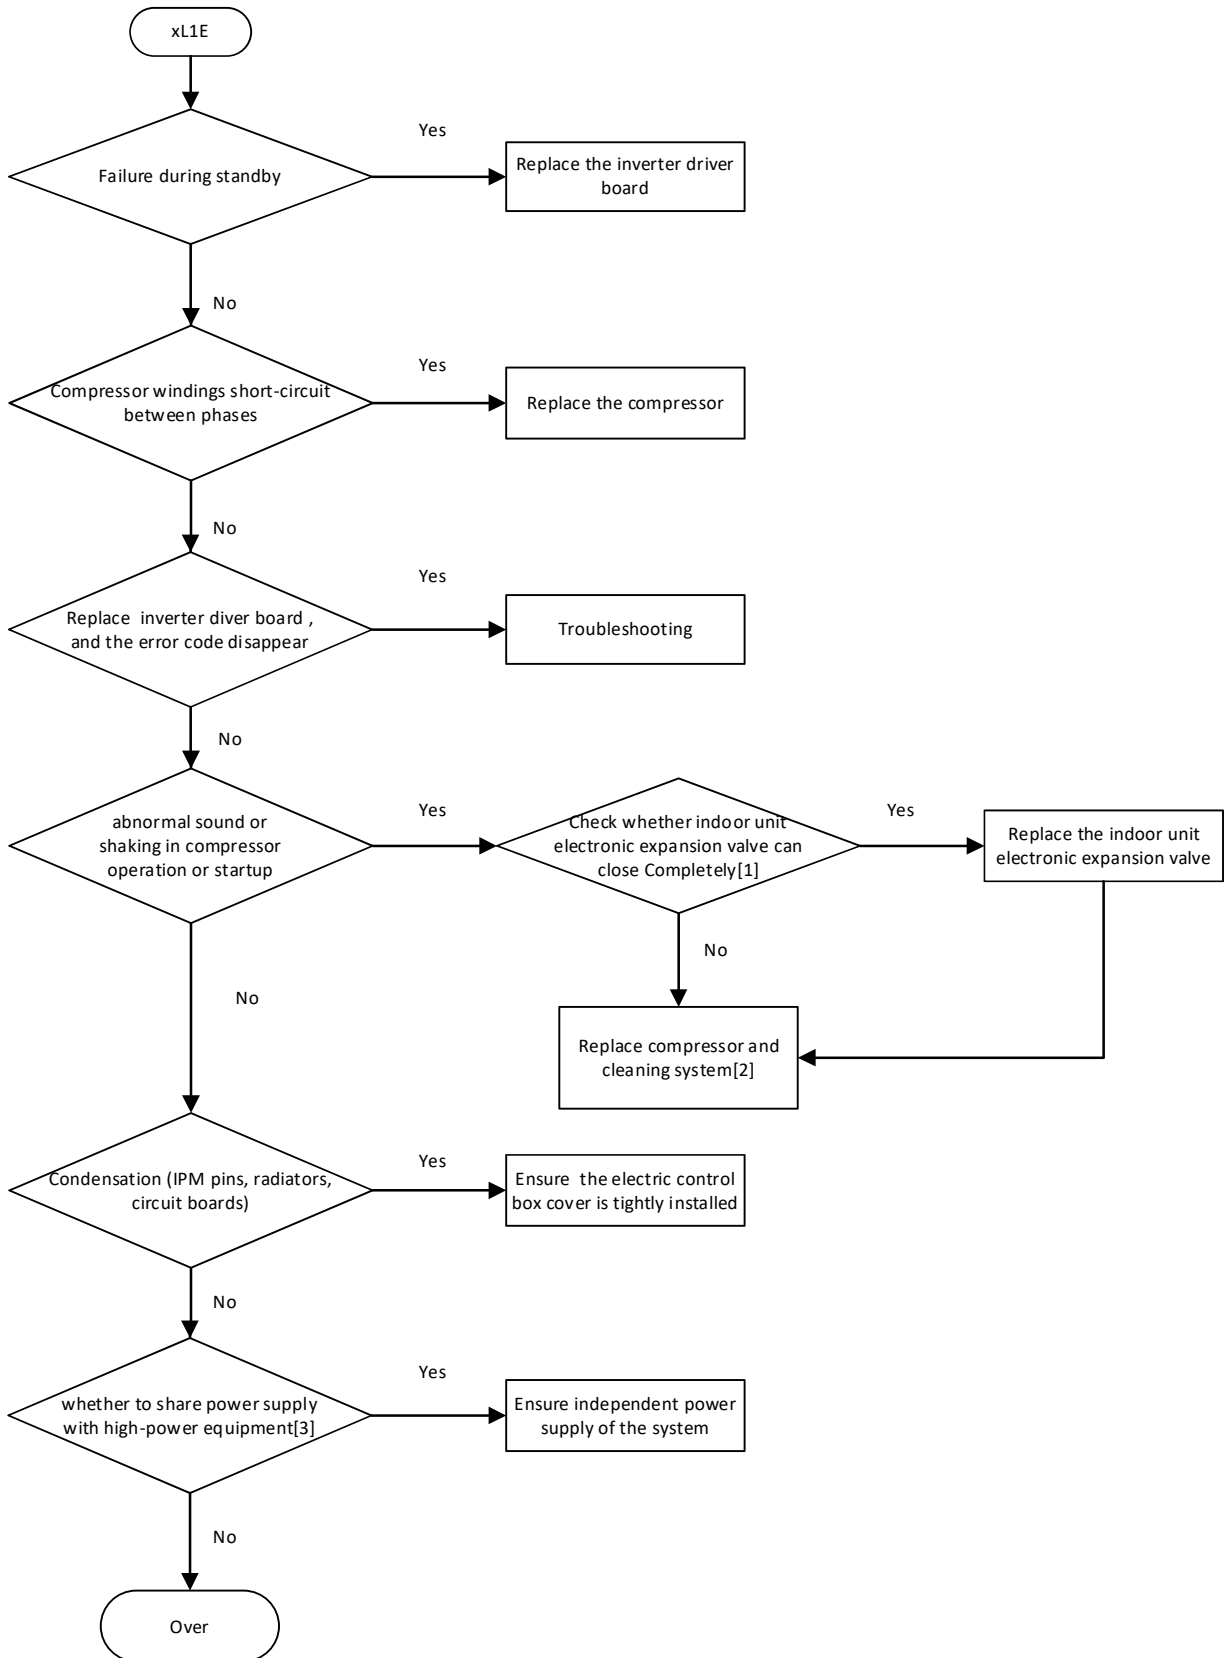 xL1E
Yes
Failure during standby
Replace the inverter driver
board
No
Yes
Compressor windings short-circuit
between phases
Replace the compressor
No
Yes
Replace inverter diver board ,
and the error code disappear
Troubleshooting
No
abnormal sound or
shaking in compressor
operation or startup
Yes
Check whether indoor unit
electronic expansion valve can
close Completely[1]
Yes
Replace the indoor unit
electronic expansion valve
No
No
Replace compressor and
cleaning system[2]
Yes
Condensation (IPM pins, radiators,
circuit boards)
Ensure the electric control
box cover is tightly installed
No
Yes
whether to share power supply
with high-power equipment[3]
Ensure independent power
supply of the system
No
Over